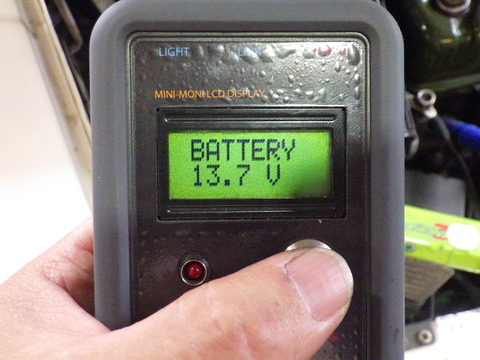 LIGHT
MINI-MONI LCD DISPLAY
BATTERY
13.7 V